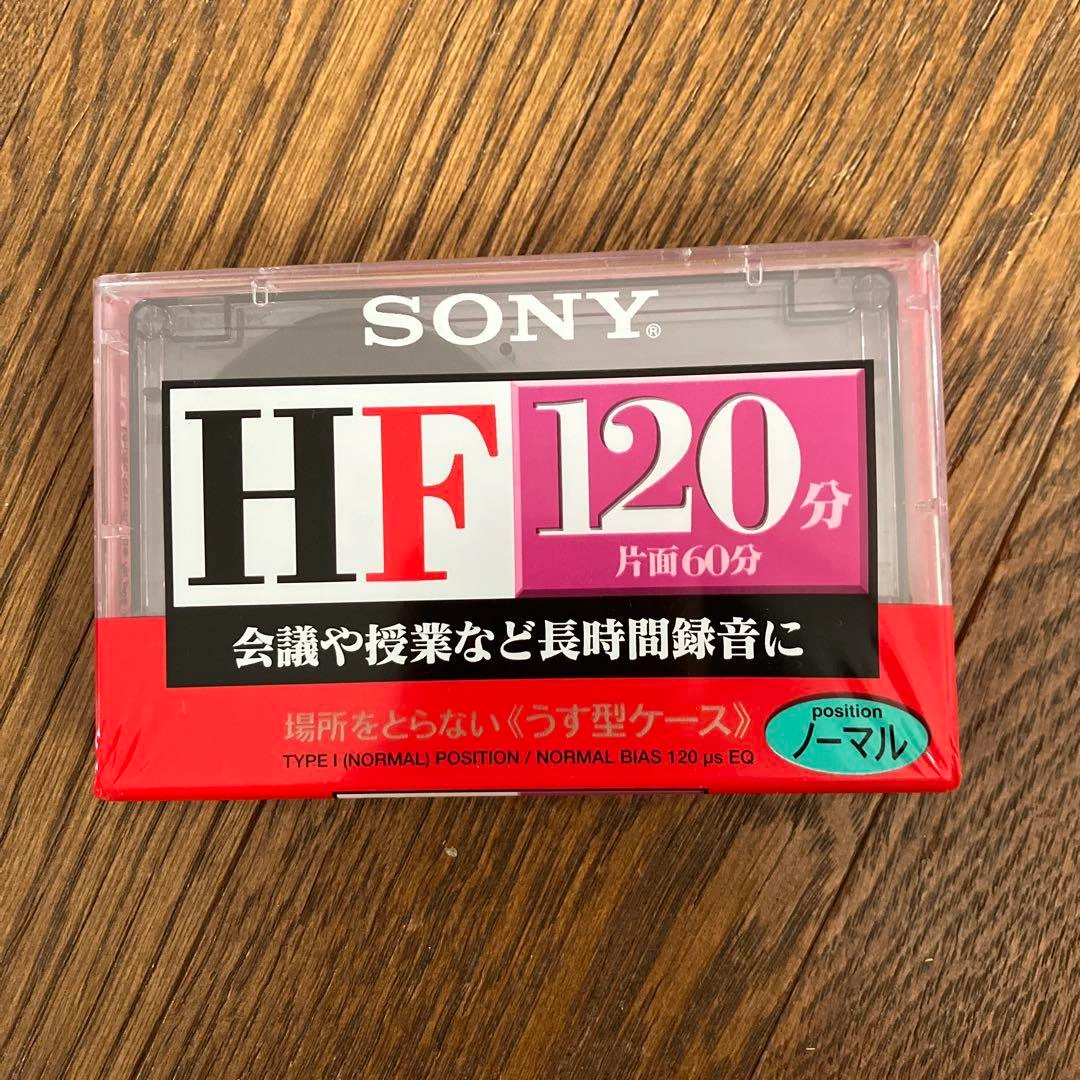 SONY®
HF 120分
片面60分
会議や授業など長時間録音に
場所をとらない《うす型ケース》
TYPE I (NORMAL) POSITION / NORMAL BIAS 120 μs EQ
position
ノーマル